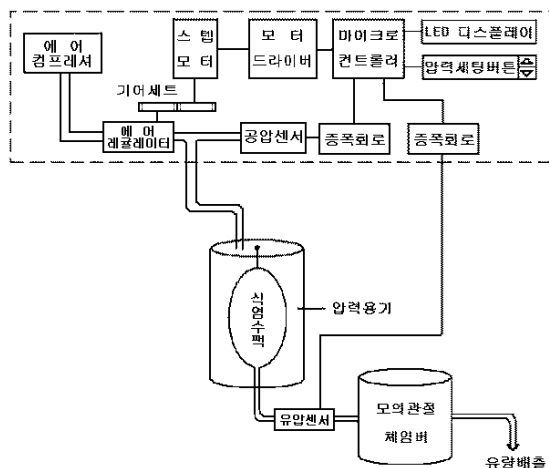 에 어
컴프레셔
스 텝
모 터
모 터
드라이버
마이크로
컨트롤러
LED 디스플레이
압력세팅버튼
기어세트
에 어
레귤레이터
공압센서
증폭회로
증폭회로
식염수팩
압력용기
유압센서
모의관절
체임버
유량배출